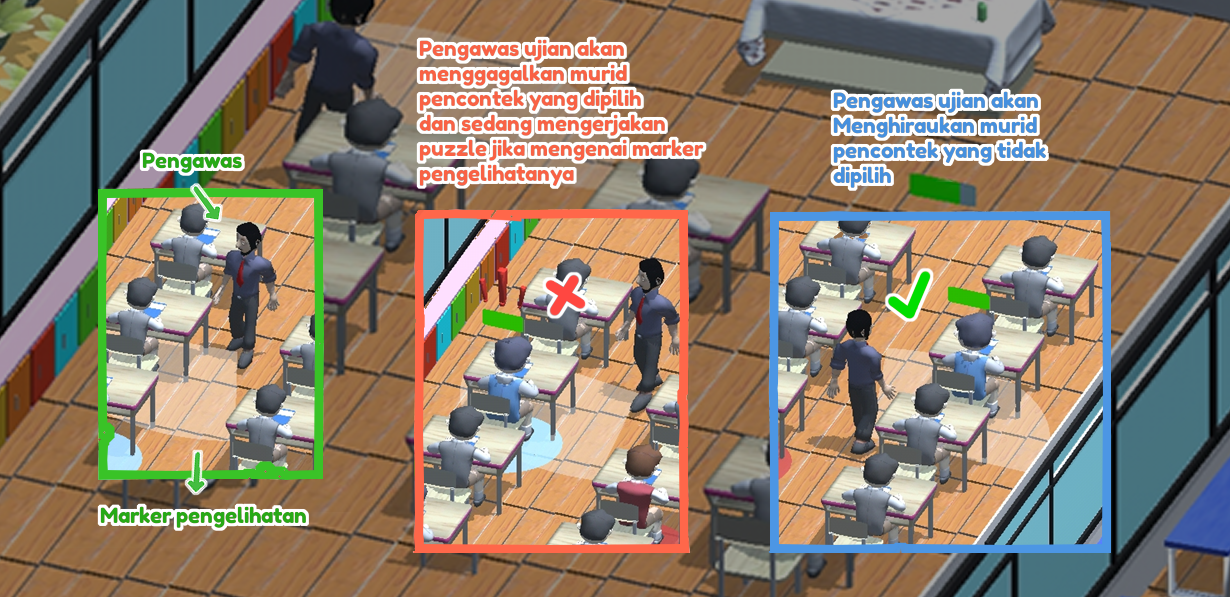 Pengawas
Marker pengelihatan
Pengawas ujian akan
menggagalkan murid
pencontek yang dipilih
dan sedang mengerjakan
puzzle jika mengenai marker
pengelihatanya
Pengawas ujian akan
Menghiraukan murid
pencontek yang tidak
dipilih